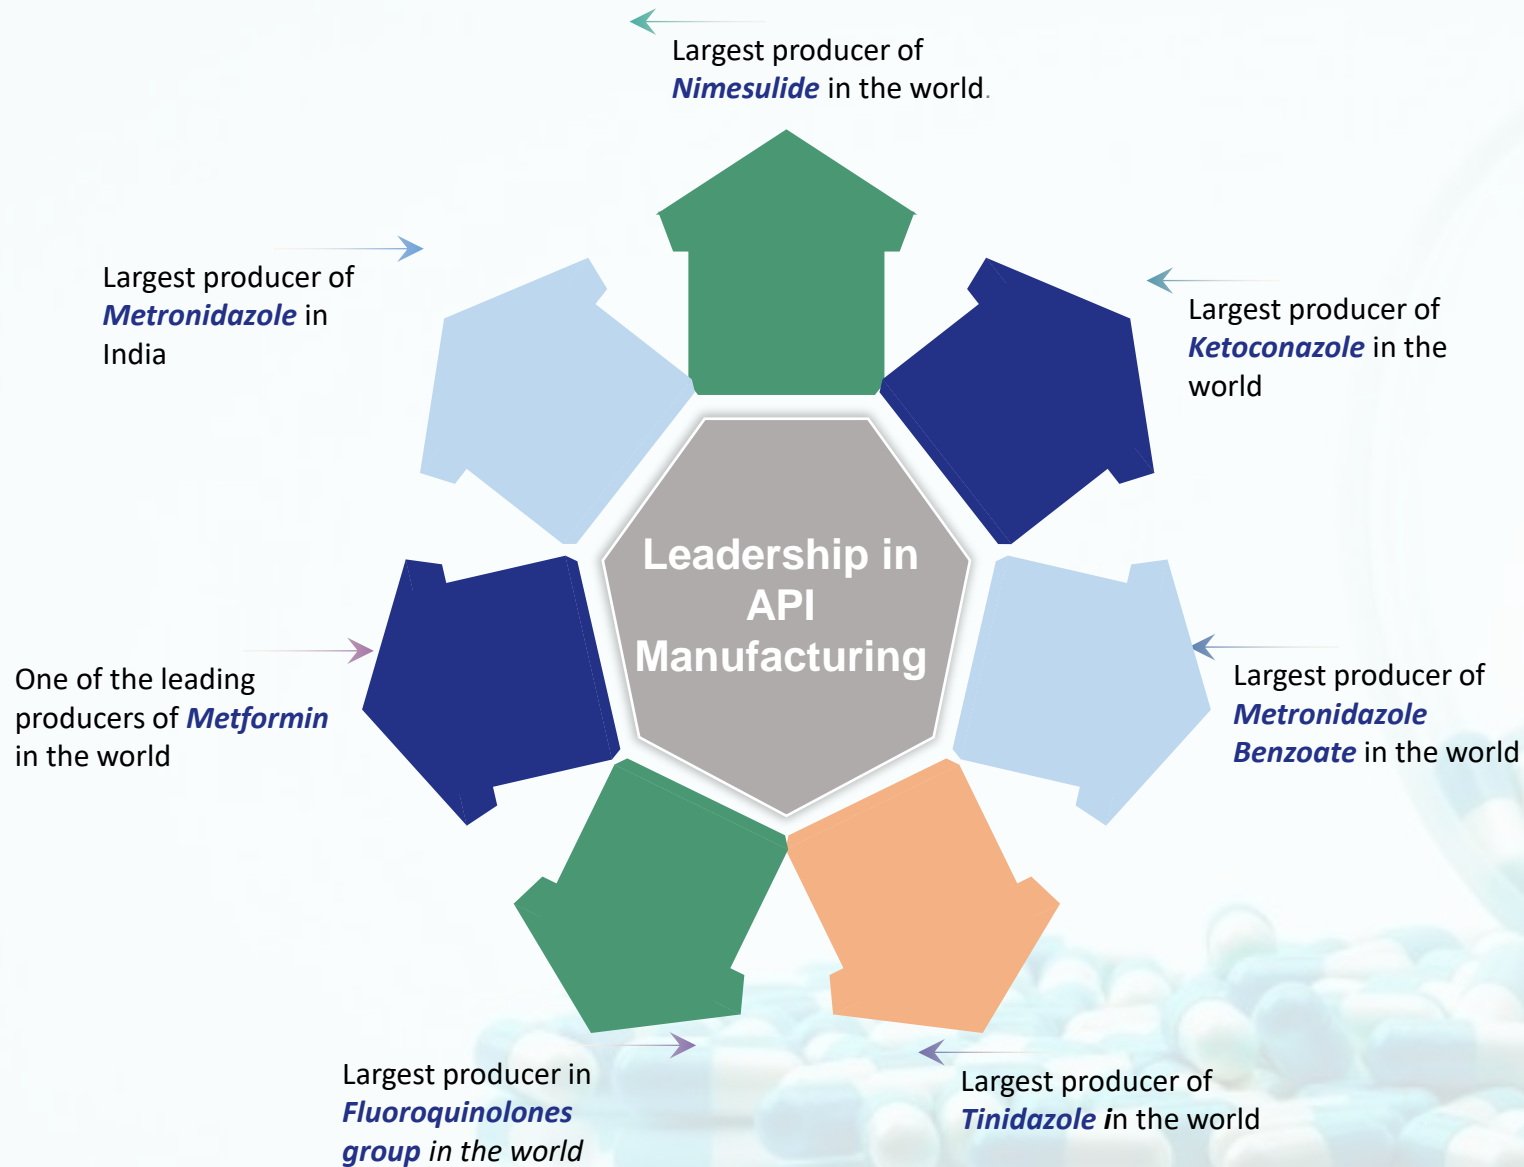 Largest producer of
Nimesulide in the world.
Largest producer of
Metronidazole in
India
Largest producer of
Ketoconazole in the
world
Leadership in
API
Manufacturing
One of the leading
producers of Metformin
in the world
Largest producer of
Metronidazole
Benzoate in the world
Largest producer in
Fluoroquinolones
group in the world
Largest producer of
Tinidazole in the world